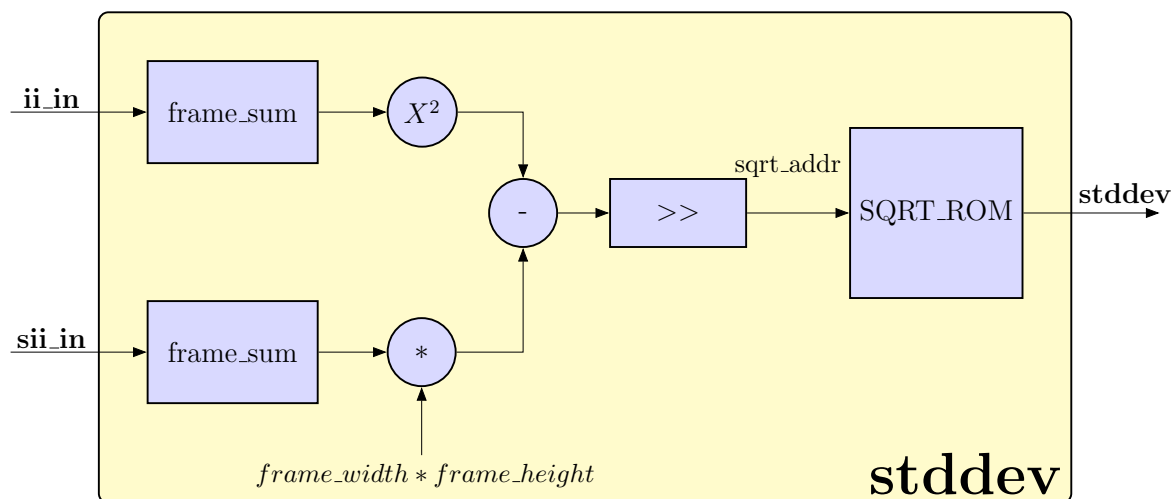 ii_in
frame_sum
X²
sqrt_addr
stddev
-
>>
SQRT_ROM
sii_in
frame_sum
*
frame_width * frame_height
stddev